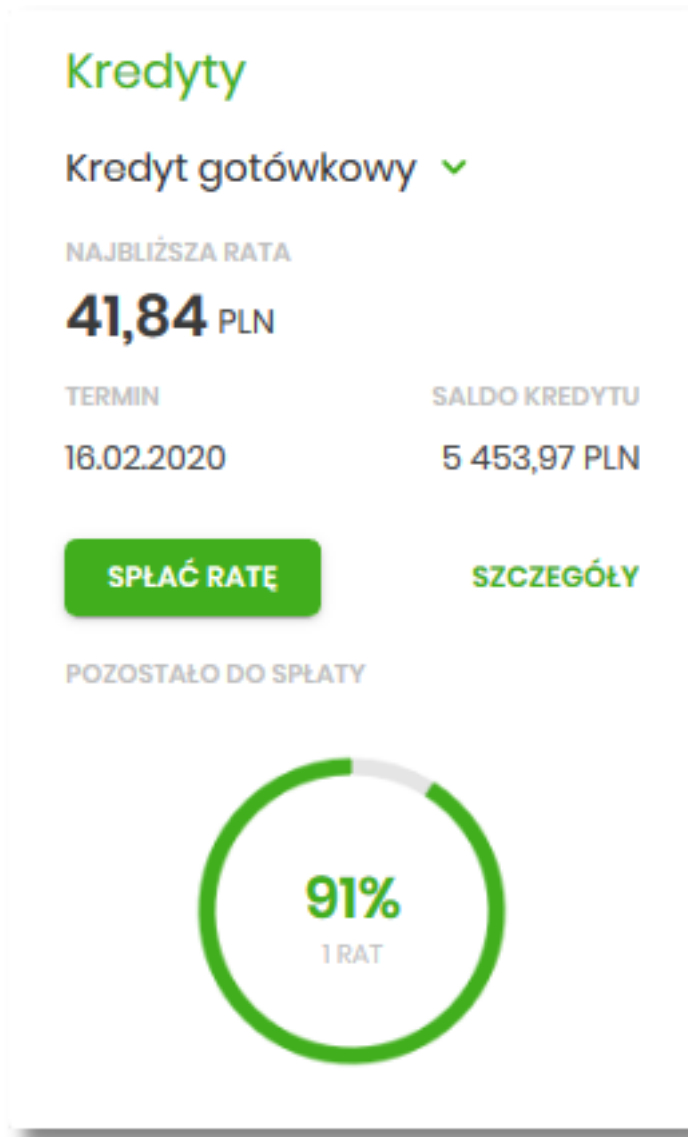 Kredyty
Kredyt gotówkowy
NAJBLIŻSZA RATA
41,84 PLN
TERMIN SALDO KREDYTU
16.02.2020 5 453,97 PLN
SPŁAĆ RATĘ SZCZEGÓŁY
POZOSTAŁO DO SPŁATY
91%
1 RAT